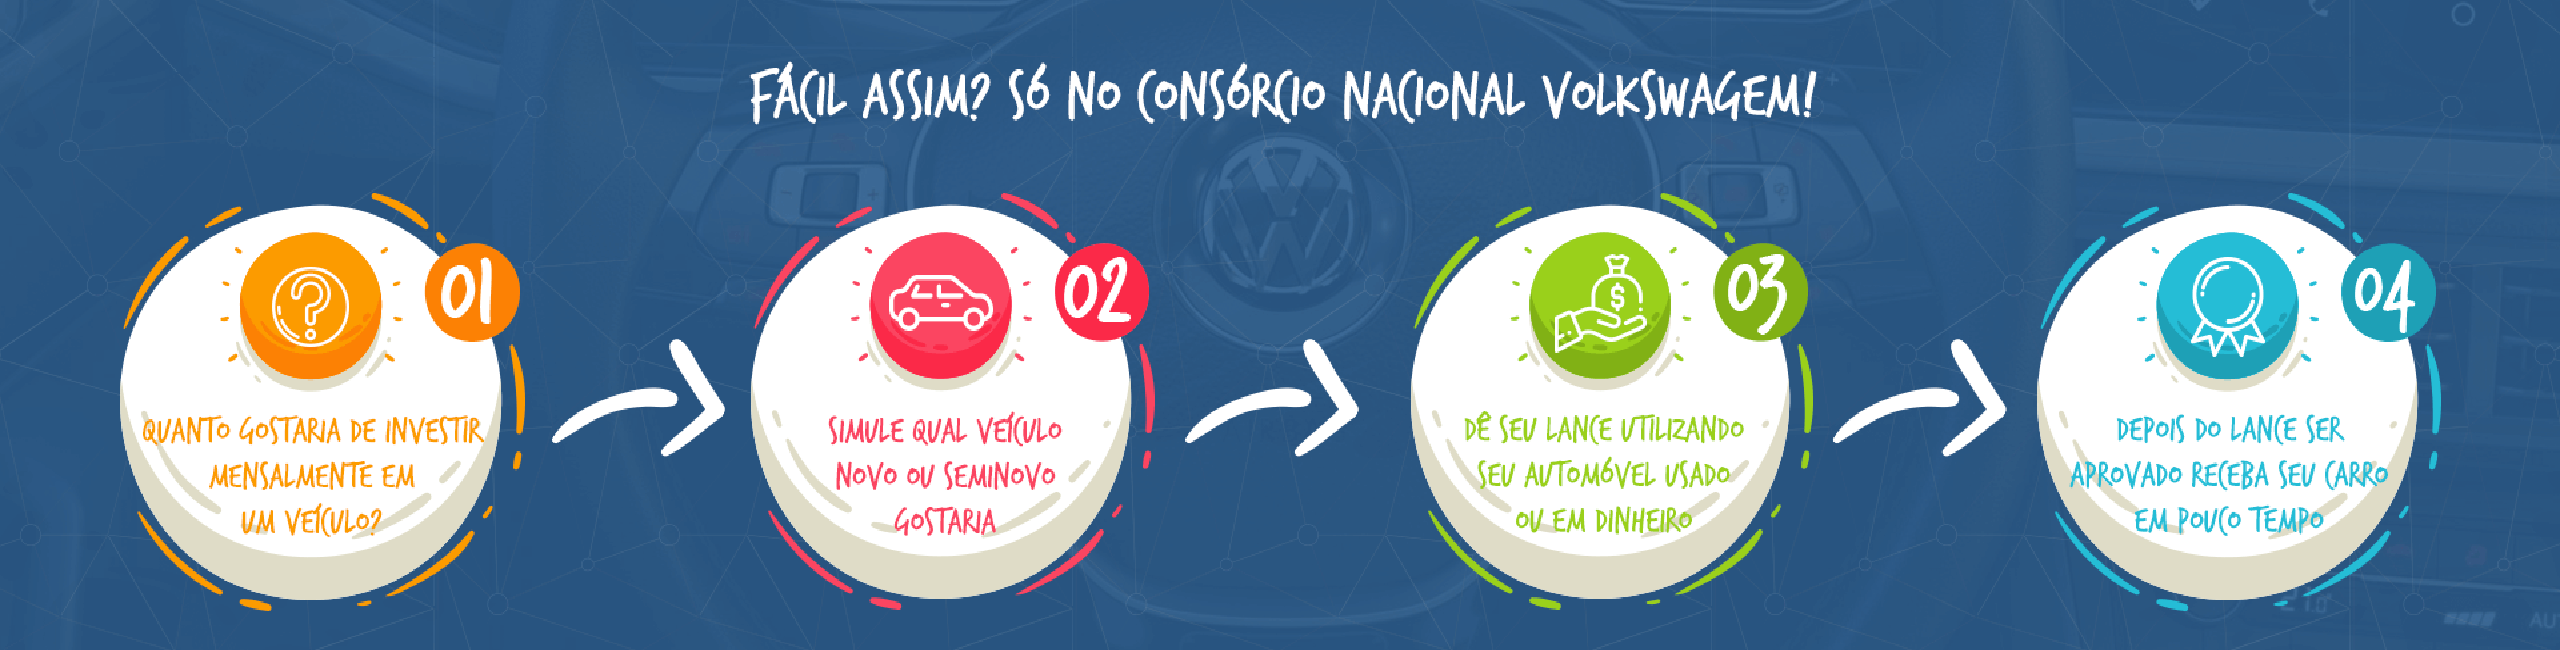 FÁCIL ASSIM? SÓ NO CONSÓRCIO NACIONAL VOLKSWAGEM!
01
QUANTO GOSTARIA DE INVESTIR
MENSALMENTE EM
UM VEÍCULO?
02
SIMULE QUAL VEÍCULO
NOVO OU SEMINOVO
GOSTARIA
03
DÊ SEU LANCE UTILIZANDO
SEU AUTOMÓVEL USADO
OU EM DINHEIRO
04
DEPOIS DO LANCE SER
APROVADO RECEBA SEU CARRO
EM POUCO TEMPO